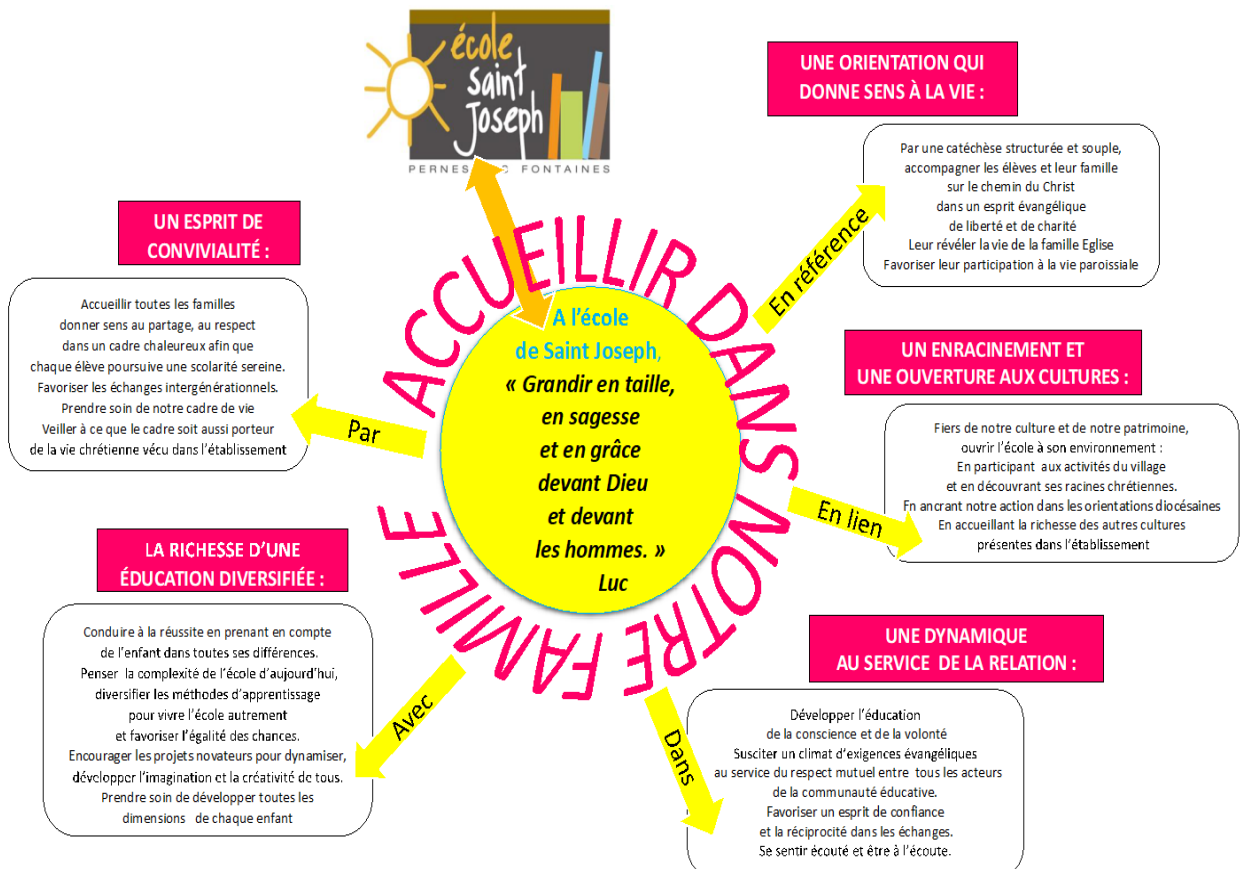 école
saint
Joseph
PERNES FONTAINES
ACCUEILLIR DANS NOTRE FAMILLE
A l'école
de Saint Joseph,
« Grandir en taille,
en sagesse
et en grâce
devant Dieu
et devant
les hommes. »
Luc
UN ESPRIT DE
CONVIVIALITÉ :
Accueillir toutes les familles
donner sens au partage, au respect
dans un cadre chaleureux afin que
chaque élève poursuive une scolarité sereine.
Favoriser les échanges intergénérationnels.
Prendre soin de notre cadre de vie
Veiller à ce que le cadre soit aussi porteur
de la vie chrétienne vécu dans l'établissement
Par
LA RICHESSE D'UNE
ÉDUCATION DIVERSIFIÉE :
Conduire à la réussite en prenant en compte
de l'enfant dans toutes ses différences.
Penser la complexité de l'école d'aujourd'hui,
diversifier les méthodes d'apprentissage
pour vivre l'école autrement
et favoriser l'égalité des chances.
Encourager les projets novateurs pour dynamiser,
développer l'imagination et la créativité de tous.
Prendre soin de développer toutes les
dimensions de chaque enfant
Avec
UNE ORIENTATION QUI
DONNE SENS À LA VIE :
Par une catéchèse structurée et souple,
accompagner les élèves et leur famille
sur le chemin du Christ
dans un esprit évangélique
de liberté et de charité
Leur révéler la vie de la famille Eglise
Favoriser leur participation à la vie paroissiale
En référence
UN ENRACINEMENT ET
UNE OUVERTURE AUX CULTURES :
Fiers de notre culture et de notre patrimoine,
ouvrir l'école à son environnement :
En participant aux activités du village
et en découvrant ses racines chrétiennes.
En ancrant notre action dans les orientations diocésaines
En accueillant la richesse des autres cultures
présentes dans l'établissement
En lien
UNE DYNAMIQUE
AU SERVICE DE LA RELATION :
Développer l'éducation
de la conscience et de la volonté
Susciter un climat d'exigences évangéliques
au service du respect mutuel entre tous les acteurs
de la communauté éducative.
Favoriser un esprit de confiance
et la réciprocité dans les échanges.
Se sentir écouté et être à l'écoute.
Dans